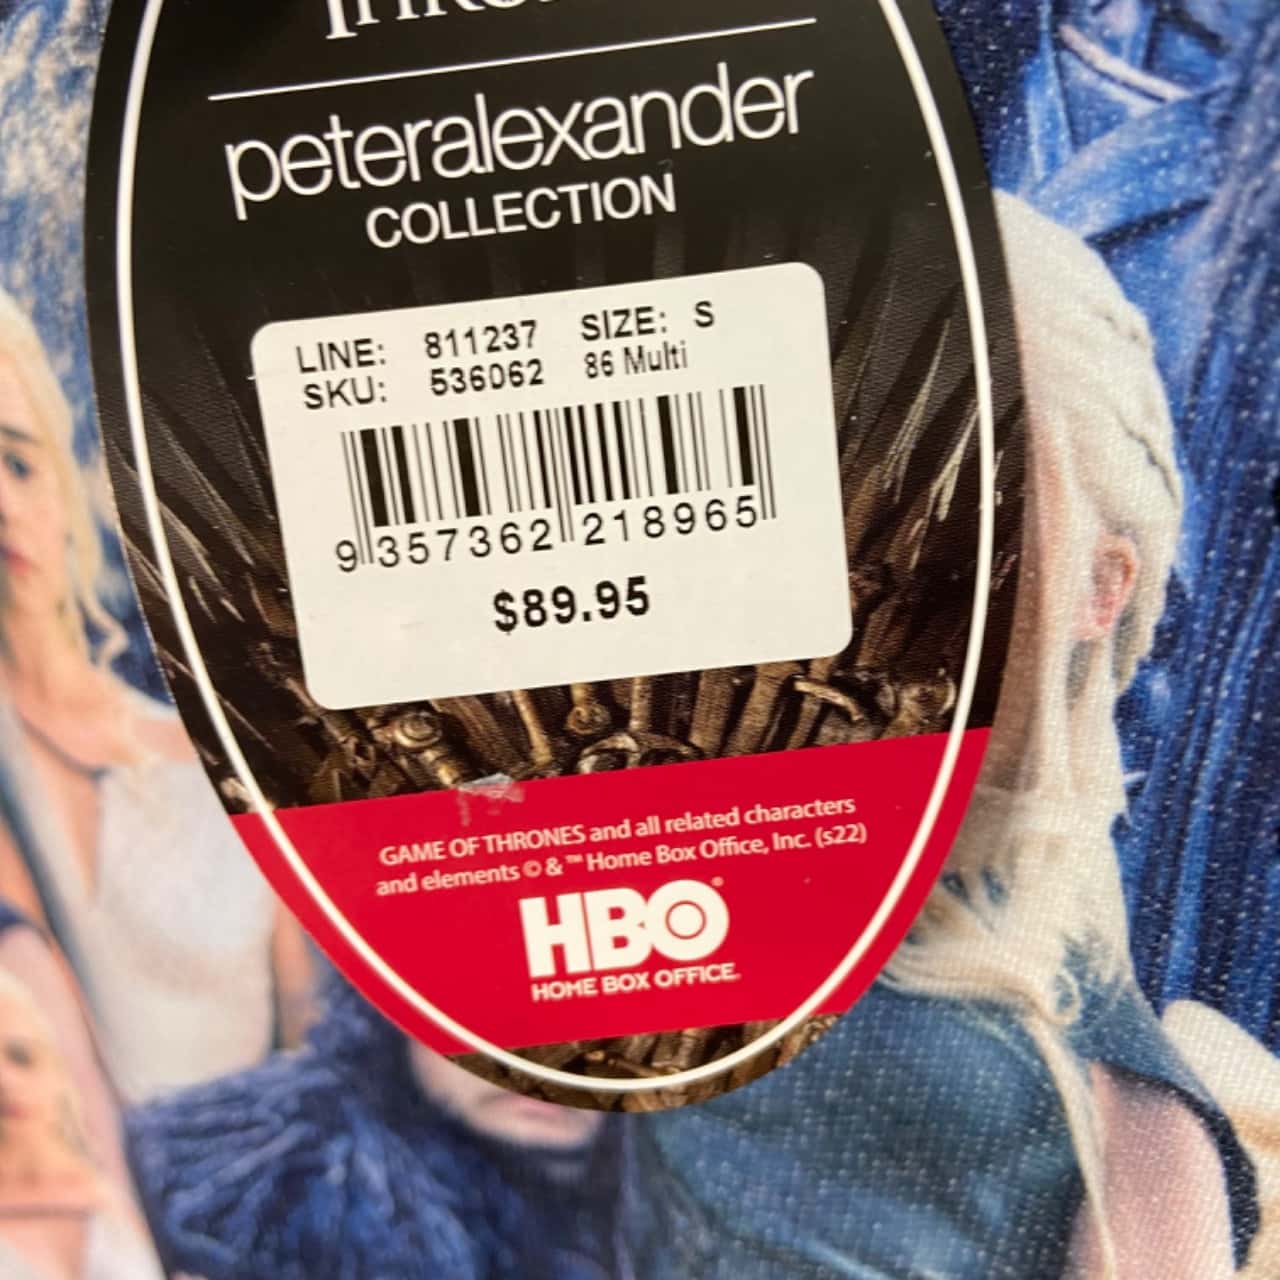 peteralexander
COLLECTION
LINE: 811237 SIZE: S
SKU: 536062 86 Multi
9 357362 218965
$89.95
GAME OF THRONES and all related characters
and elements © & ™ Home Box Office, Inc. (s22)
HBO®
HOME BOX OFFICE.